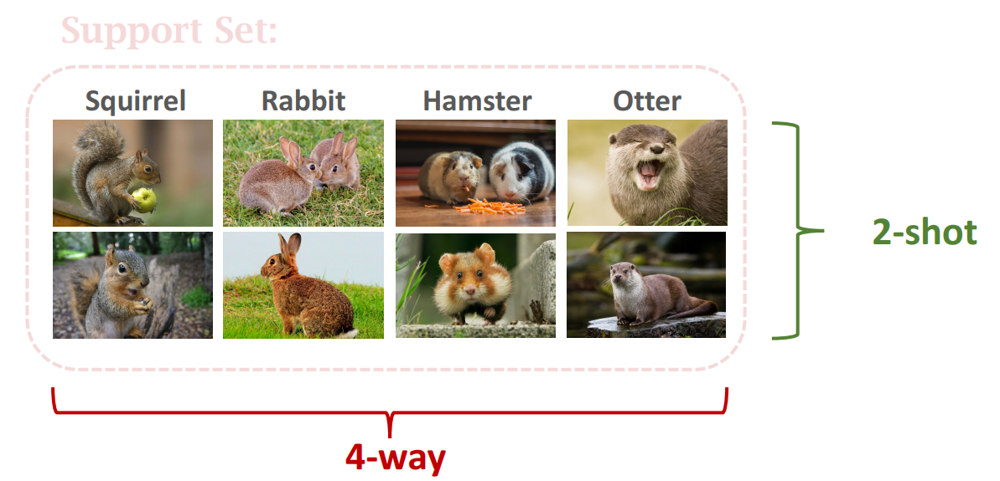 Support Set:
Squirrel Rabbit Hamster Otter
2-shot
4-way